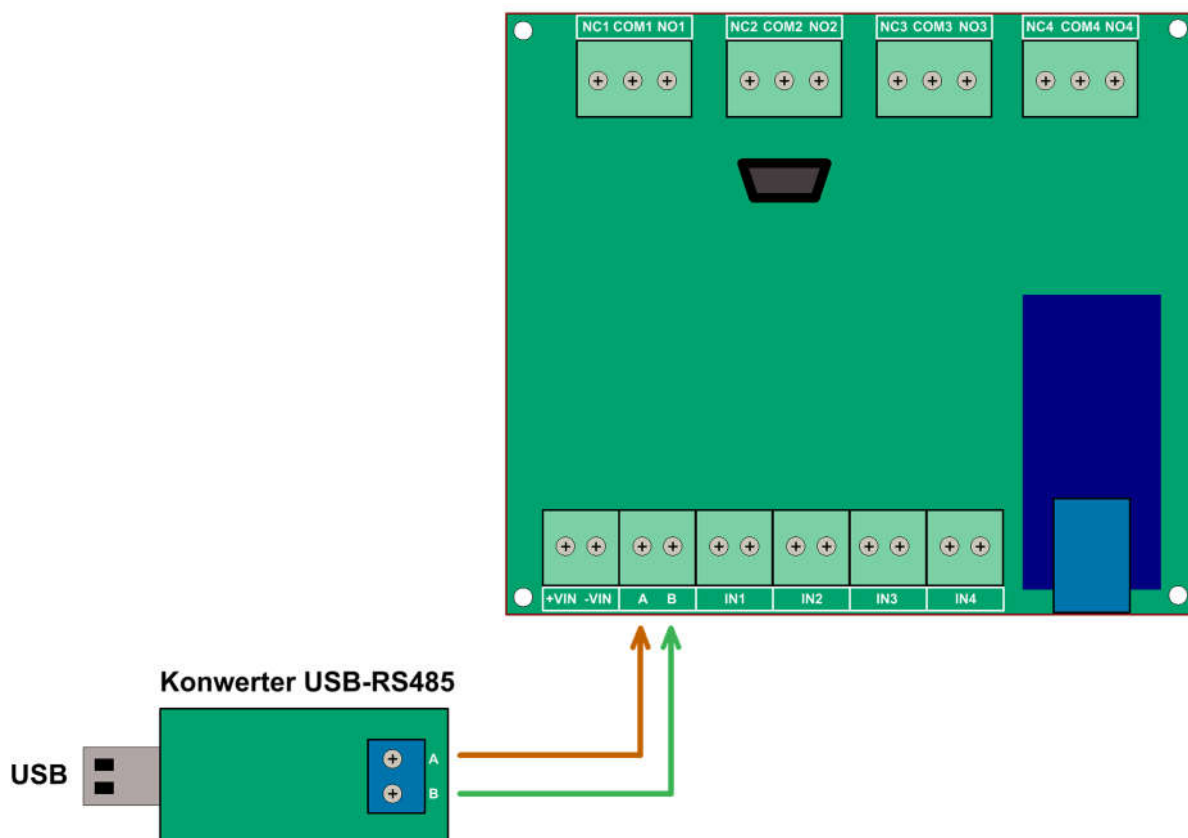 NC1 COM1 NO1
NC2 COM2 NO2
NC3 COM3 NO3
NC4 COM4 NO4
+VIN -VIN
A B
IN1
IN2
IN3
IN4
Konwerter USB-RS485
USB
A
B